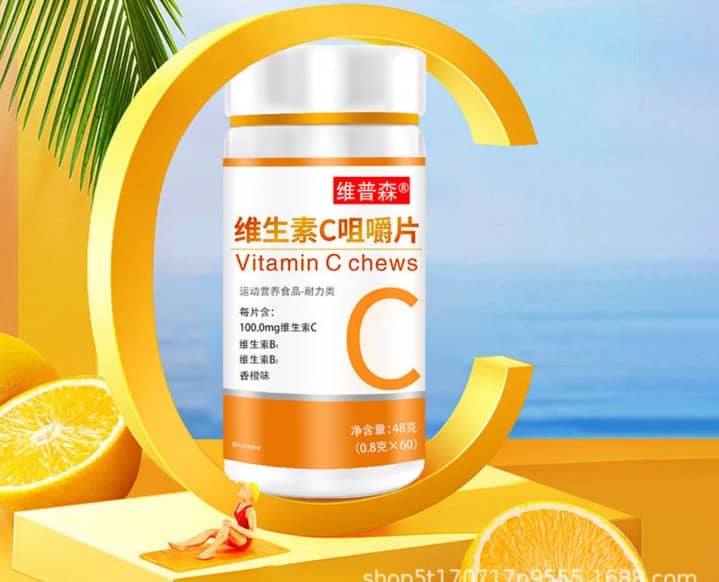 维普森®
维生素C咀嚼片
Vitamin C chews
运动营养食品-耐力类
每片含：
100.0mg维生素C
维生素B₁
维生素B₂
香橙味
C
净含量：48克
（0.8克×60）